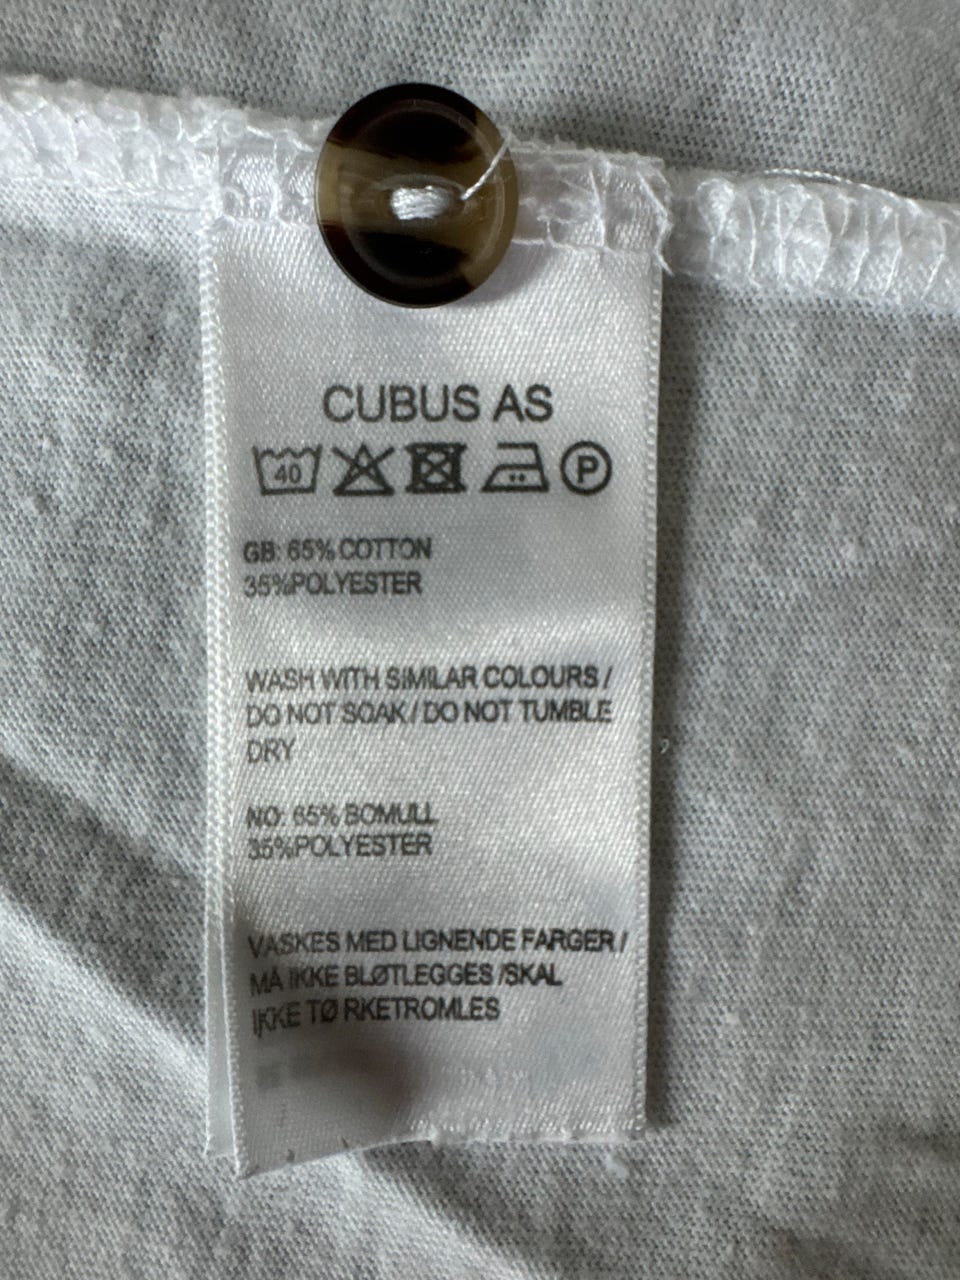 CUBUS AS
40 P
GB: 65% COTTON
35%POLYESTER
WASH WITH SIMILAR COLOURS /
DO NOT SOAK / DO NOT TUMBLE
DRY
NO: 65% BOMULL
35%POLYESTER
VASKES MED LIGNENDE FARGER /
MÅ IKKE BLØTLEGGES /SKAL
IKKE TØ RKETROMLES